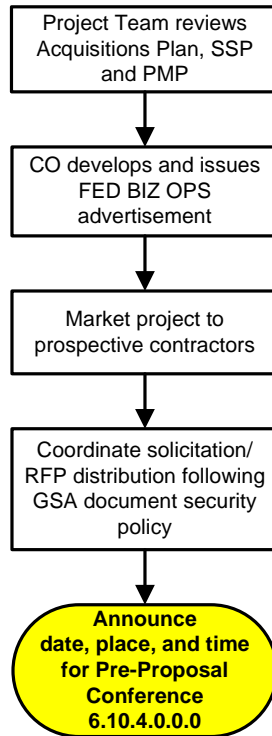 Project Team reviews
Acquisitions Plan, SSP
and PMP
CO develops and issues
FED BIZ OPS
advertisement
Market project to
prospective contractors
Coordinate solicitation/
RFP distribution following
GSA document security
policy
Announce
date, place, and time
for Pre-Proposal
Conference
6.10.4.0.0.0